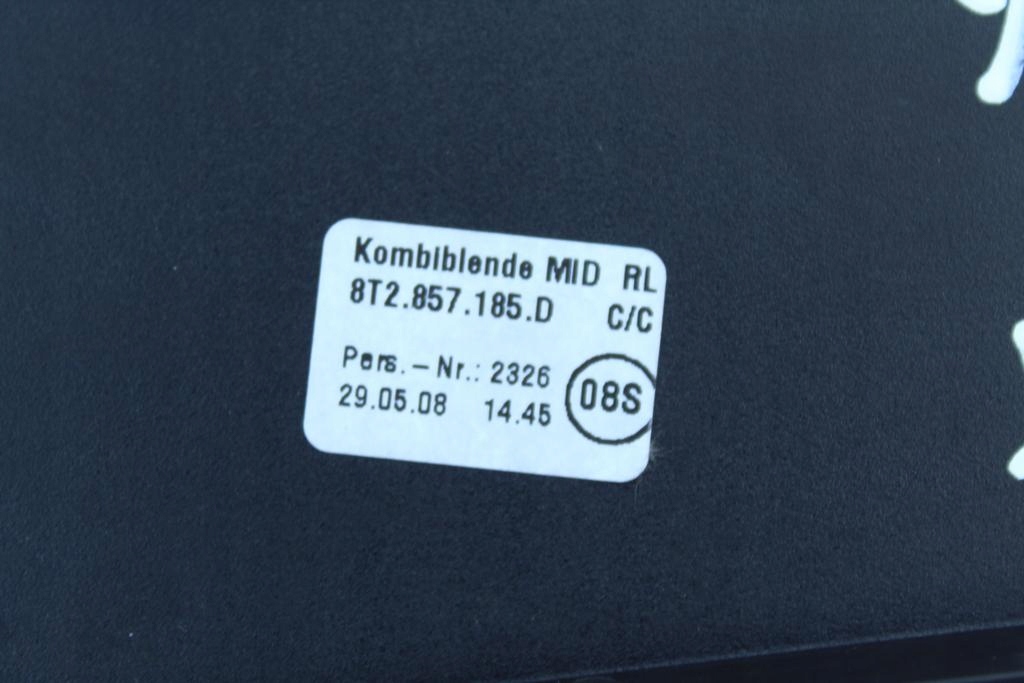 Kombiblende MID RL
8T2.857.185.D C/C
Pers.-Nr.: 2326
29.05.08 14.45 08S